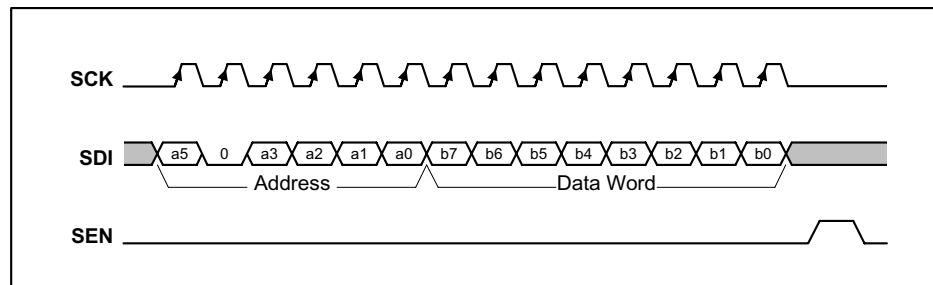 SCK
SDI a5 0 a3 a2 a1 a0 b7 b6 b5 b4 b3 b2 b1 b0
Address Data Word
SEN